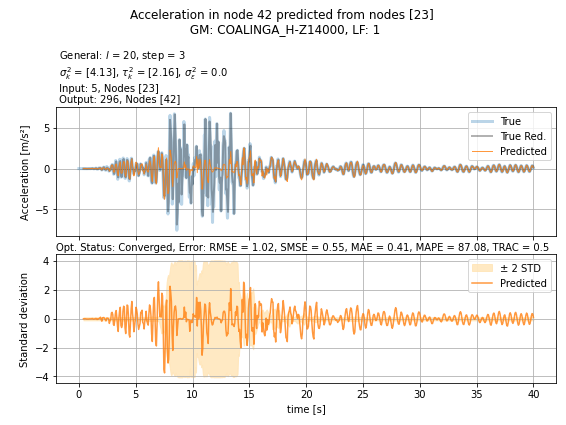 Acceleration in node 42 predicted from nodes [23]
GM: COALINGA_H-Z14000, LF: 1
General: l = 20, step = 3
σ²ₖ = [4.13], τ²ₖ = [2.16], σ²ε = 0.0
Input: 5, Nodes [23]
Output: 296, Nodes [42]
Acceleration [m/s²]
5
0
−5
True
True Red.
Predicted
Opt. Status: Converged, Error: RMSE = 1.02, SMSE = 0.55, MAE = 0.41, MAPE = 87.08, TRAC = 0.5
Standard deviation
4
2
0
−2
−4
± 2 STD
Predicted
0 5 10 15 20 25 30 35 40
time [s]